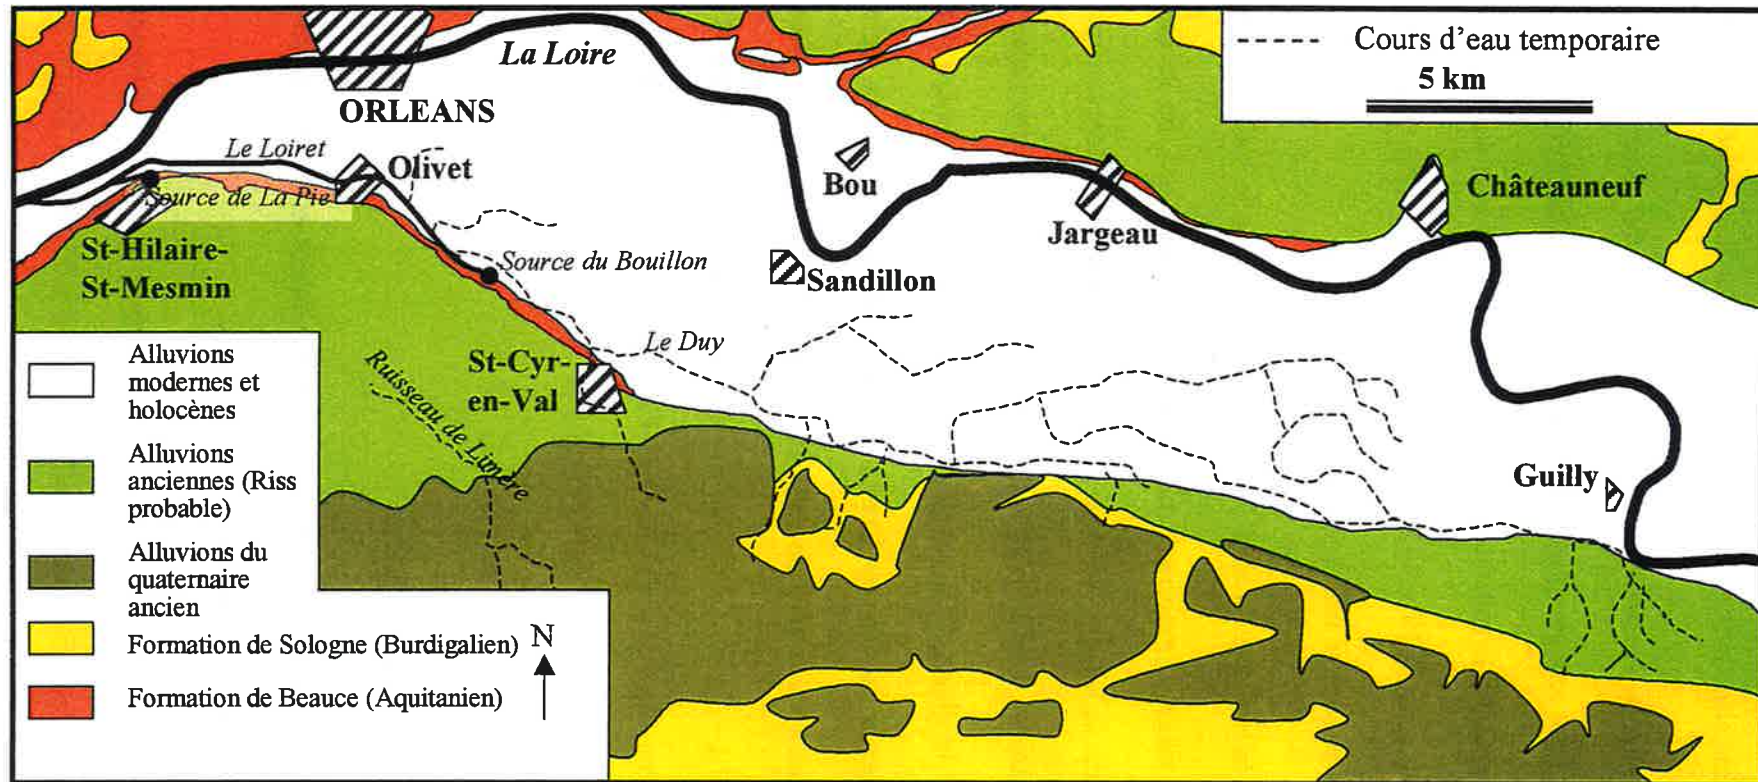 Cours d'eau temporaire
5 km
La Loire
ORLEANS
Le Loiret
Olivet
Bou
Châteauneuf
Source de La Pie
Jargeau
St-Hilaire-
St-Mesmin
Source du Bouillon
Sandillon
Le Duy
St-Cyr-
en-Val
Ruisseau de Limère
Guilly
Alluvions
modernes et
holocènes
Alluvions
anciennes (Riss
probable)
Alluvions du
quaternaire
ancien
Formation de Sologne (Burdigalien)
N
Formation de Beauce (Aquitanien)